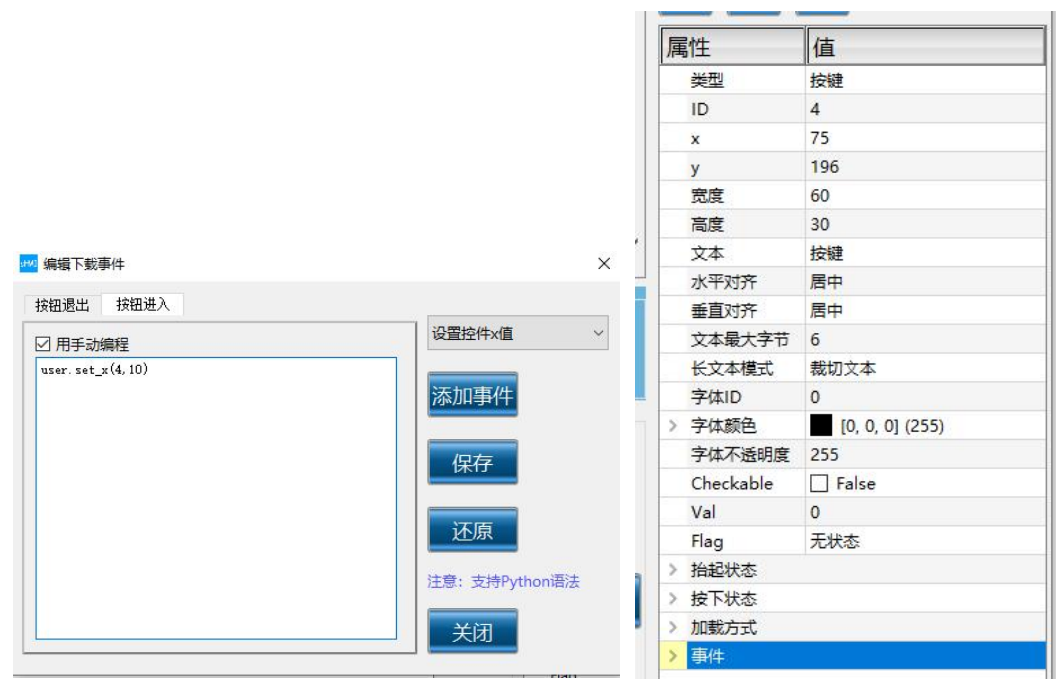 编辑下载事件
按钮退出 按钮进入
用手动编程
user.set_x(4,10)
设置控件x值
添加事件
保存
还原
注意：支持Python语法
关闭
属性 值
类型 按键
ID 4
x 75
y 196
宽度 60
高度 30
文本 按键
水平对齐 居中
垂直对齐 居中
文本最大字节 6
长文本模式 裁切文本
字体ID 0
字体颜色 [0, 0, 0] (255)
字体不透明度 255
Checkable False
Val 0
Flag 无状态
抬起状态
按下状态
加载方式
事件